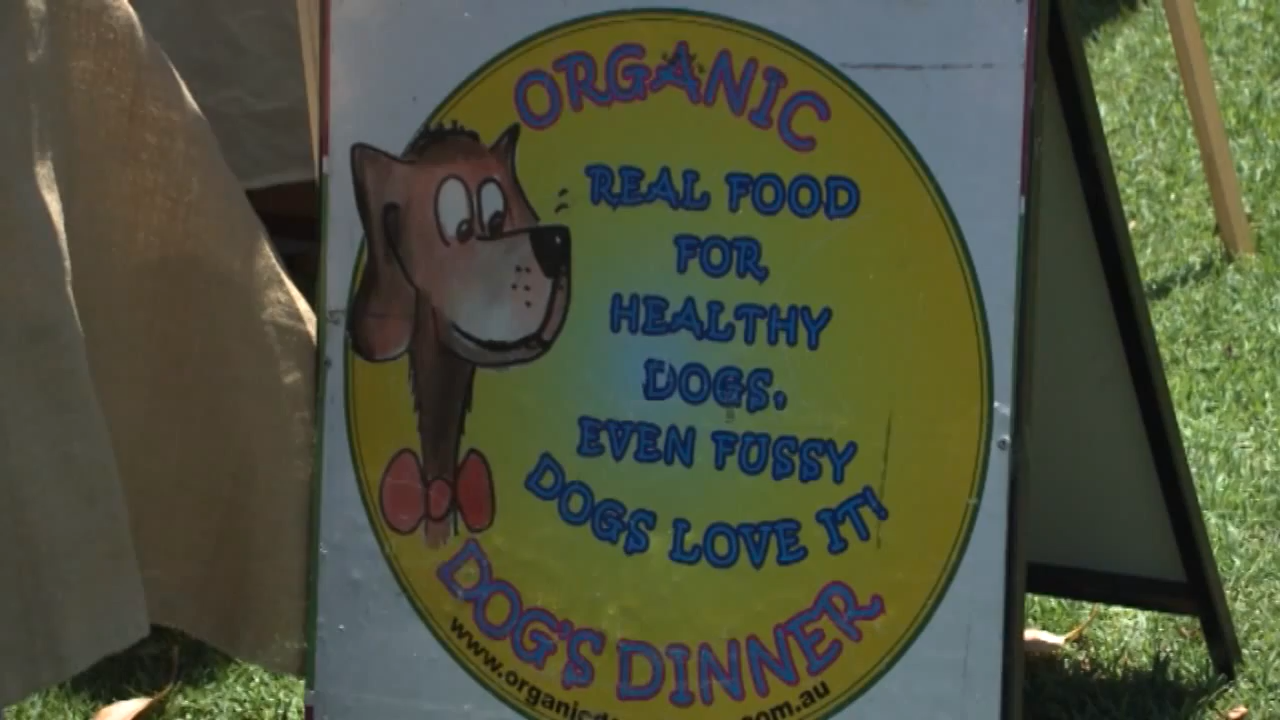 ORGANIC
REAL FOOD
FOR
HEALTHY
DOGS,
EVEN FUSSY
DOGS LOVE IT!
DOG'S DINNER